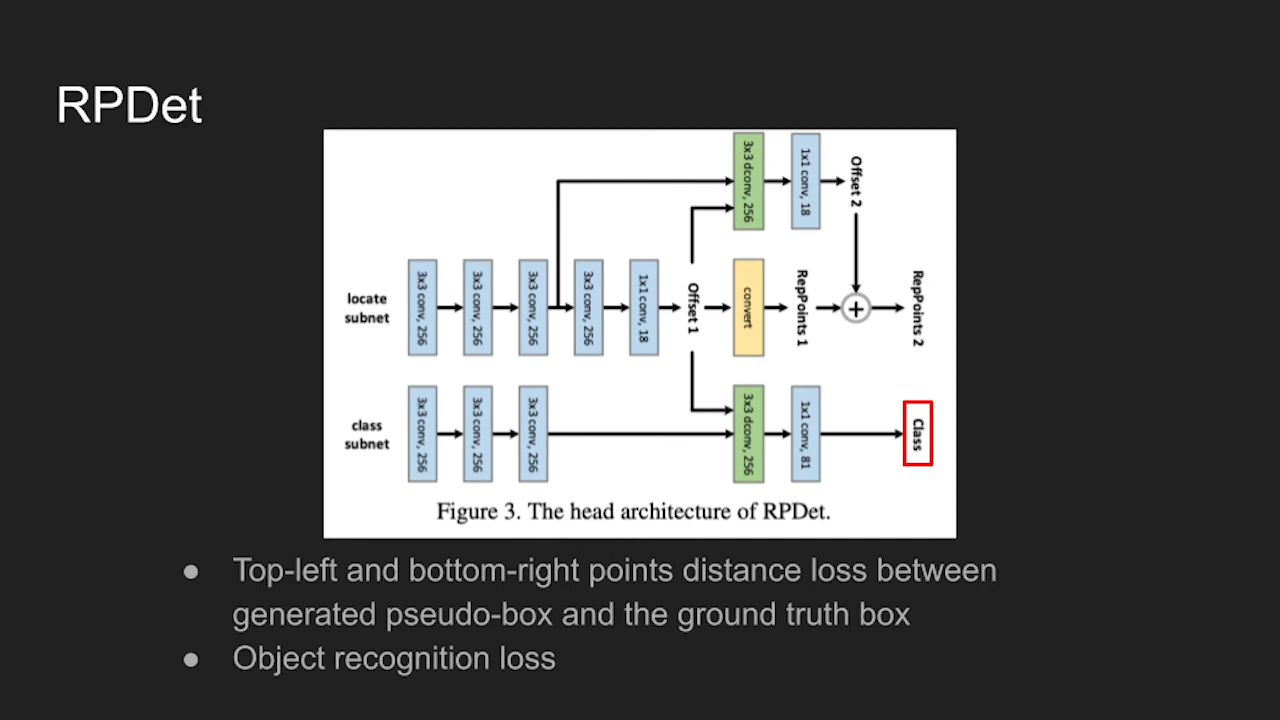 RPDet
3x3 dconv, 256
1x1 conv, 18
Offset 2
locate
subnet
3x3 conv, 256
3x3 conv, 256
3x3 conv, 256
3x3 conv, 256
1x1 conv, 18
Offset 1
convert
RepPoints 1
+
RepPoints 2
class
subnet
3x3 conv, 256
3x3 conv, 256
3x3 conv, 256
3x3 dconv, 256
1x1 conv, 81
Class
Figure 3. The head architecture of RPDet.
● Top-left and bottom-right points distance loss between
generated pseudo-box and the ground truth box
● Object recognition loss